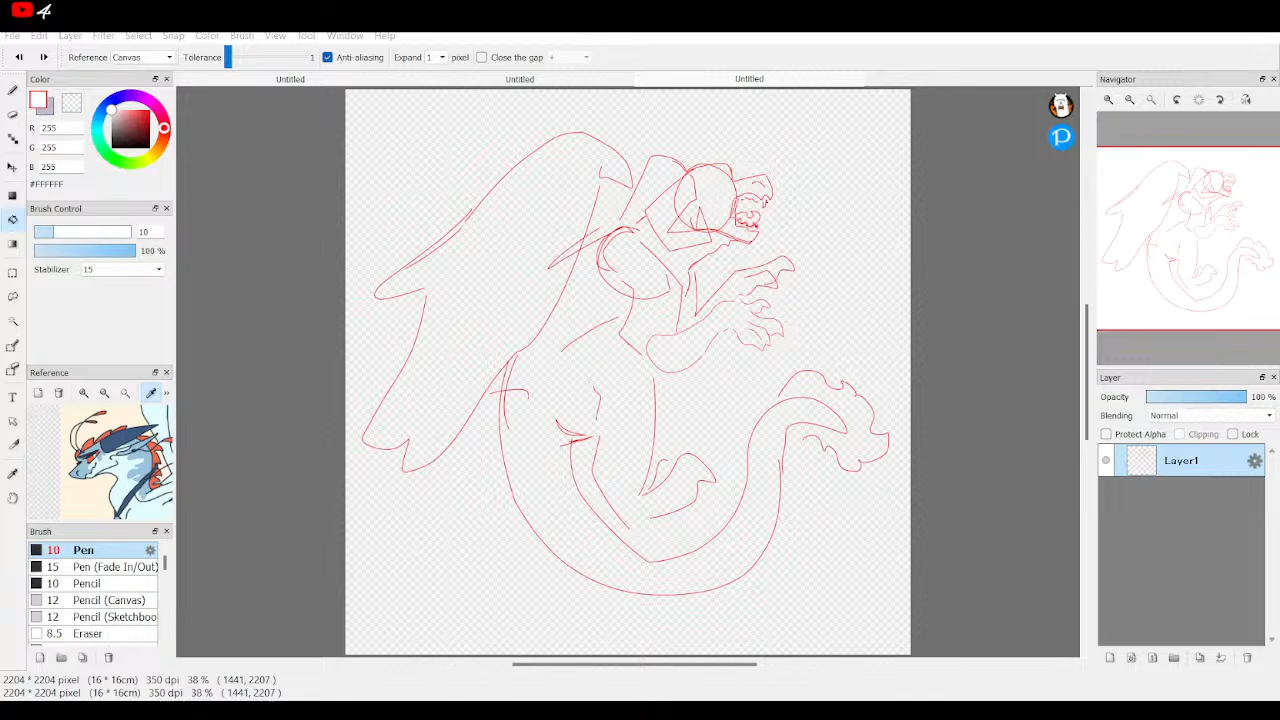 File Edit Layer Filter Select Snap Color Brush View Tool Window Help
Reference Canvas Tolerance 1 Anti-aliasing Expand 1 pixel Close the gap
Color
Untitled Untitled Untitled
Navigator
R 255
G 255
B 255
#FFFFFF
Brush Control
10
100 %
Stabilizer 15
Reference
Layer
Opacity 100 %
Blending Normal
Protect Alpha Clipping Lock
Layer1
Brush
10 Pen
15 Pen (Fade In/Out)
10 Pencil
12 Pencil (Canvas)
12 Pencil (Sketchboo
8.5 Eraser
2204 * 2204 pixel (16 * 16cm) 350 dpi 38 % ( 1441, 2207 )
2204 * 2204 pixel (16 * 16cm) 350 dpi 38 % ( 1441, 2207 )